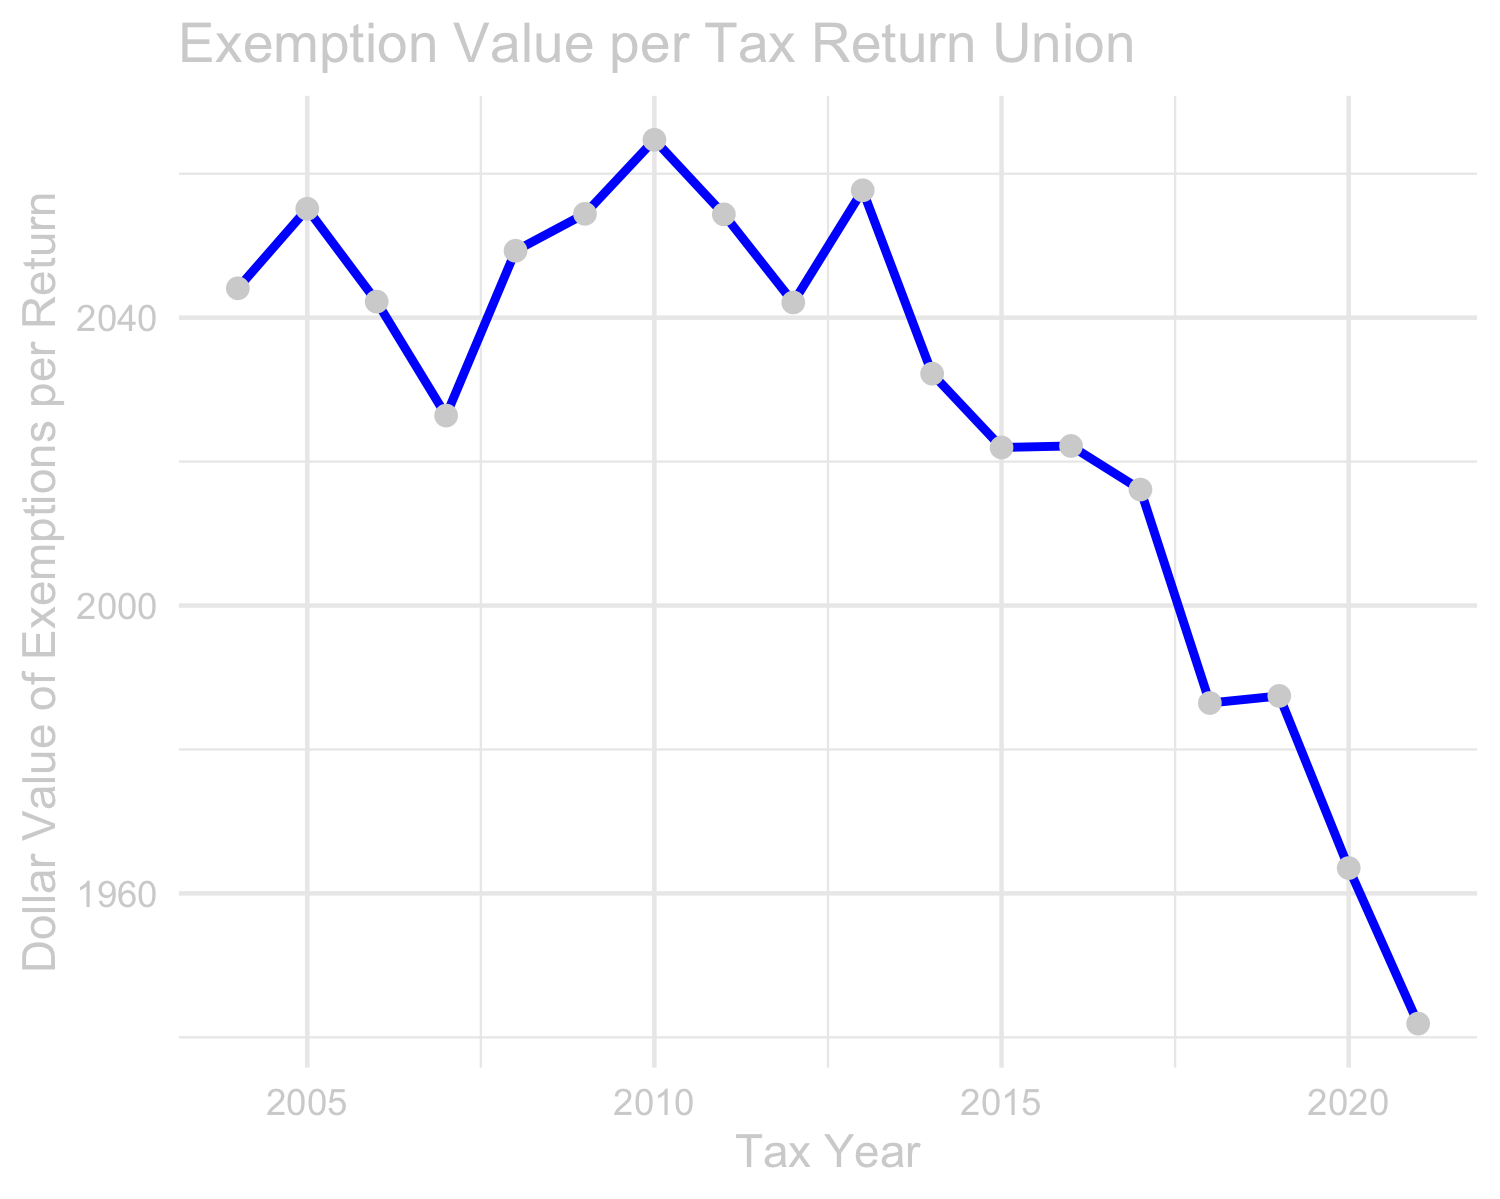 Exemption Value per Tax Return Union
Dollar Value of Exemptions per Return
2040
2000
1960
2005 2010 2015 2020
Tax Year